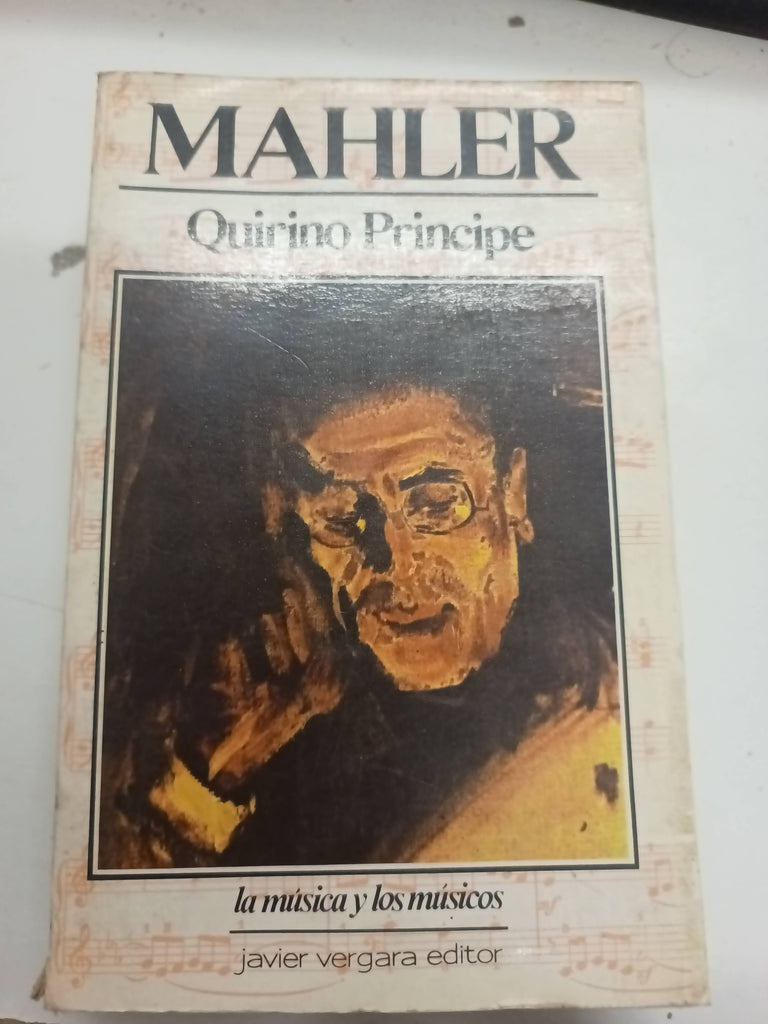 MAHLER
Quirino Principe
la música y los músicos
javier vergara editor